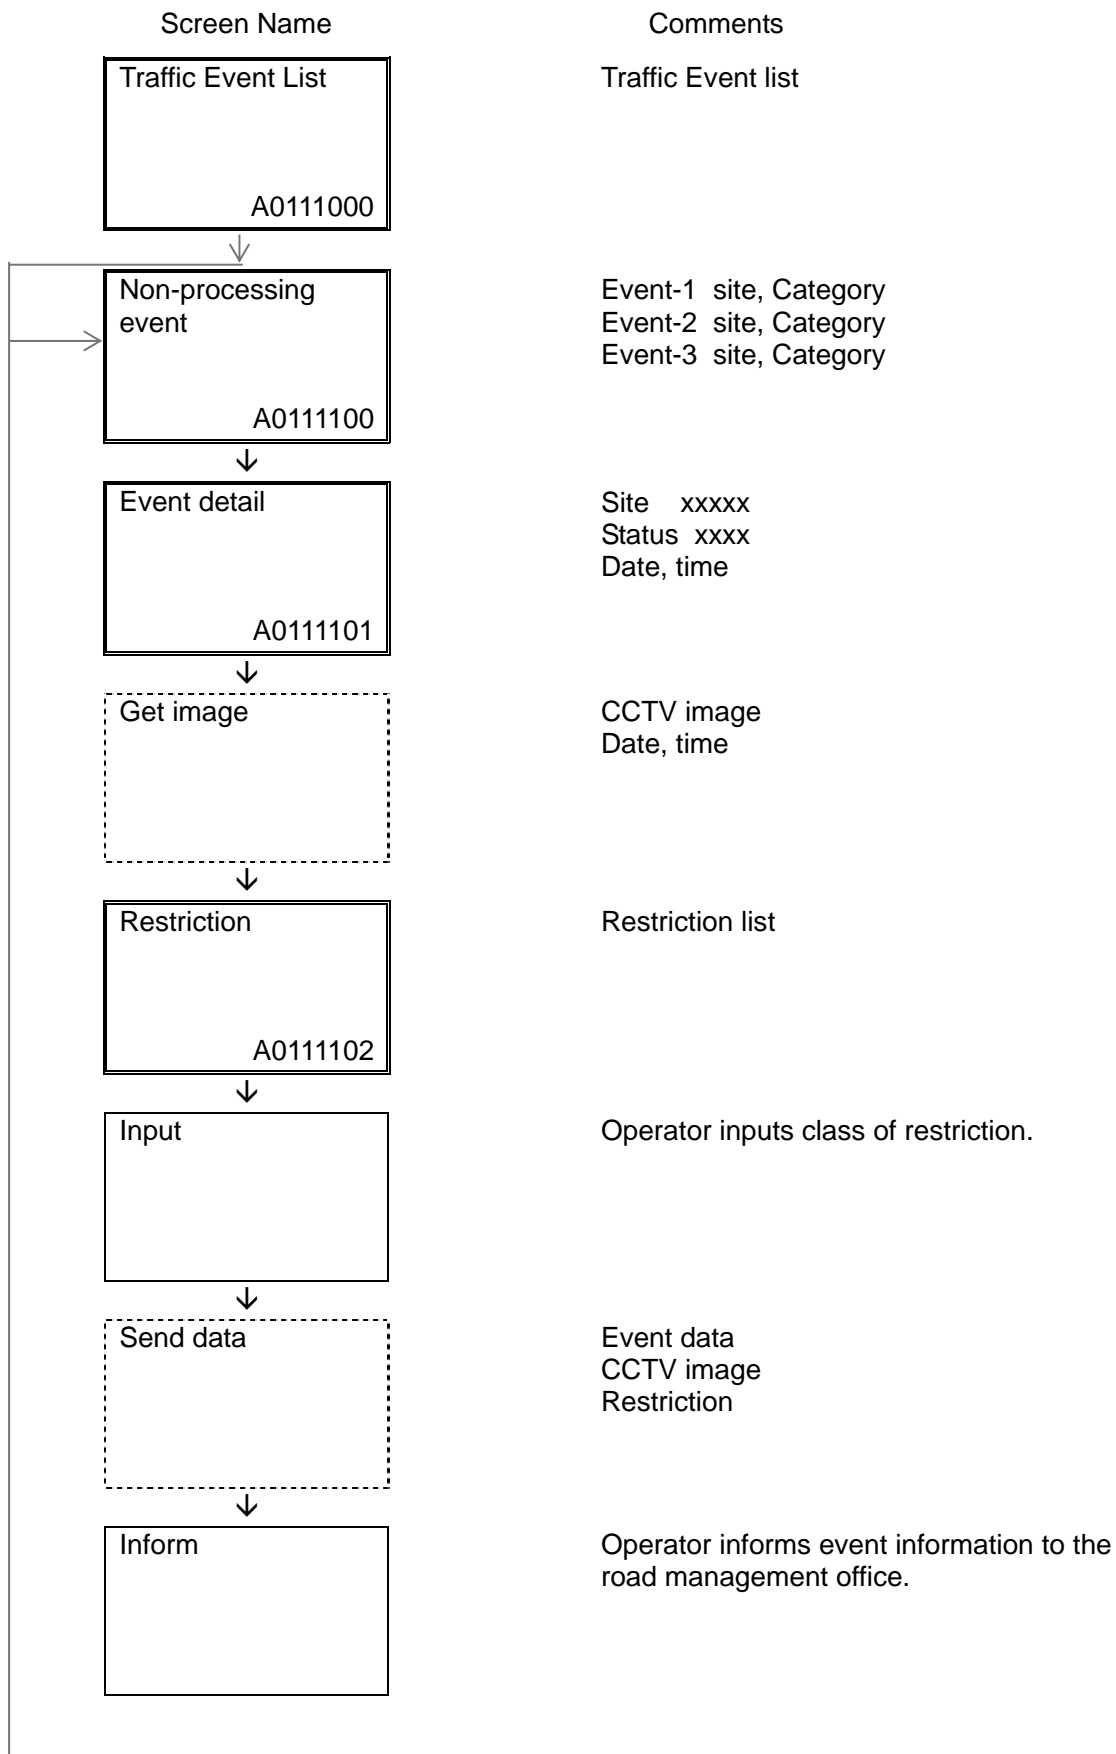 Screen Name    Comments
Traffic Event List    Traffic Event list
A0111000
Non-processing    Event-1  site, Category
event    Event-2  site, Category
Event-3  site, Category
A0111100
Event detail    Site    xxxxx
Status  xxxx
Date, time
A0111101
Get image    CCTV image
Date, time
Restriction    Restriction list
A0111102
Input    Operator inputs class of restriction.
Send data    Event data
CCTV image
Restriction
Inform    Operator informs event information to the
road management office.